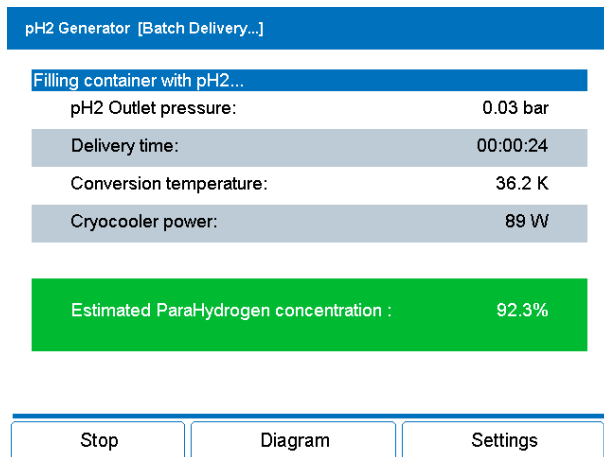 pH2 Generator [Batch Delivery...]
Filling container with pH2...
pH2 Outlet pressure: 0.03 bar
Delivery time: 00:00:24
Conversion temperature: 36.2 K
Cryocooler power: 89 W
Estimated ParaHydrogen concentration : 92.3%
Stop Diagram Settings